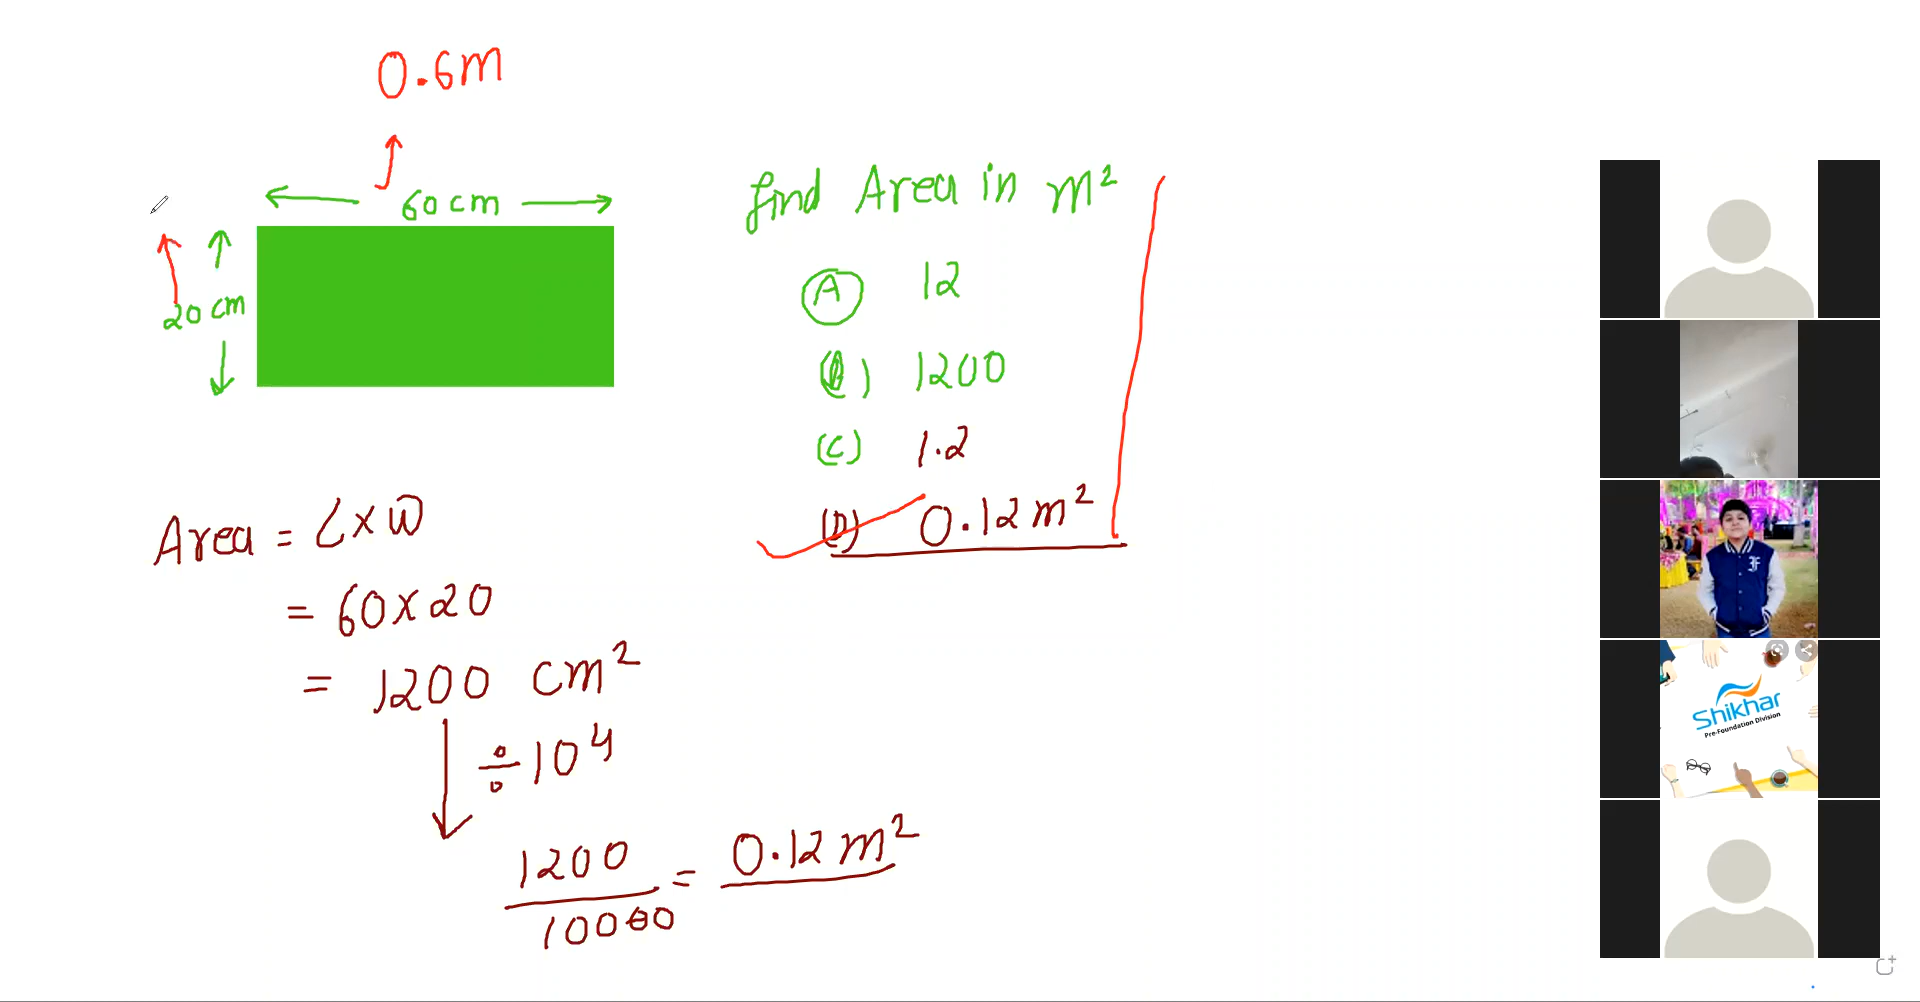 0.6m
60 cm
20 cm
find Area in m²
(A) 12
) 1200
(C) 1.2
(D) 0.12 m²
Area = L x W
= 60 x 20
= 1200 cm²
÷ 10⁴
1200
10000
= 0.12 m²
F
Shikhar
Pre-Foundation Division